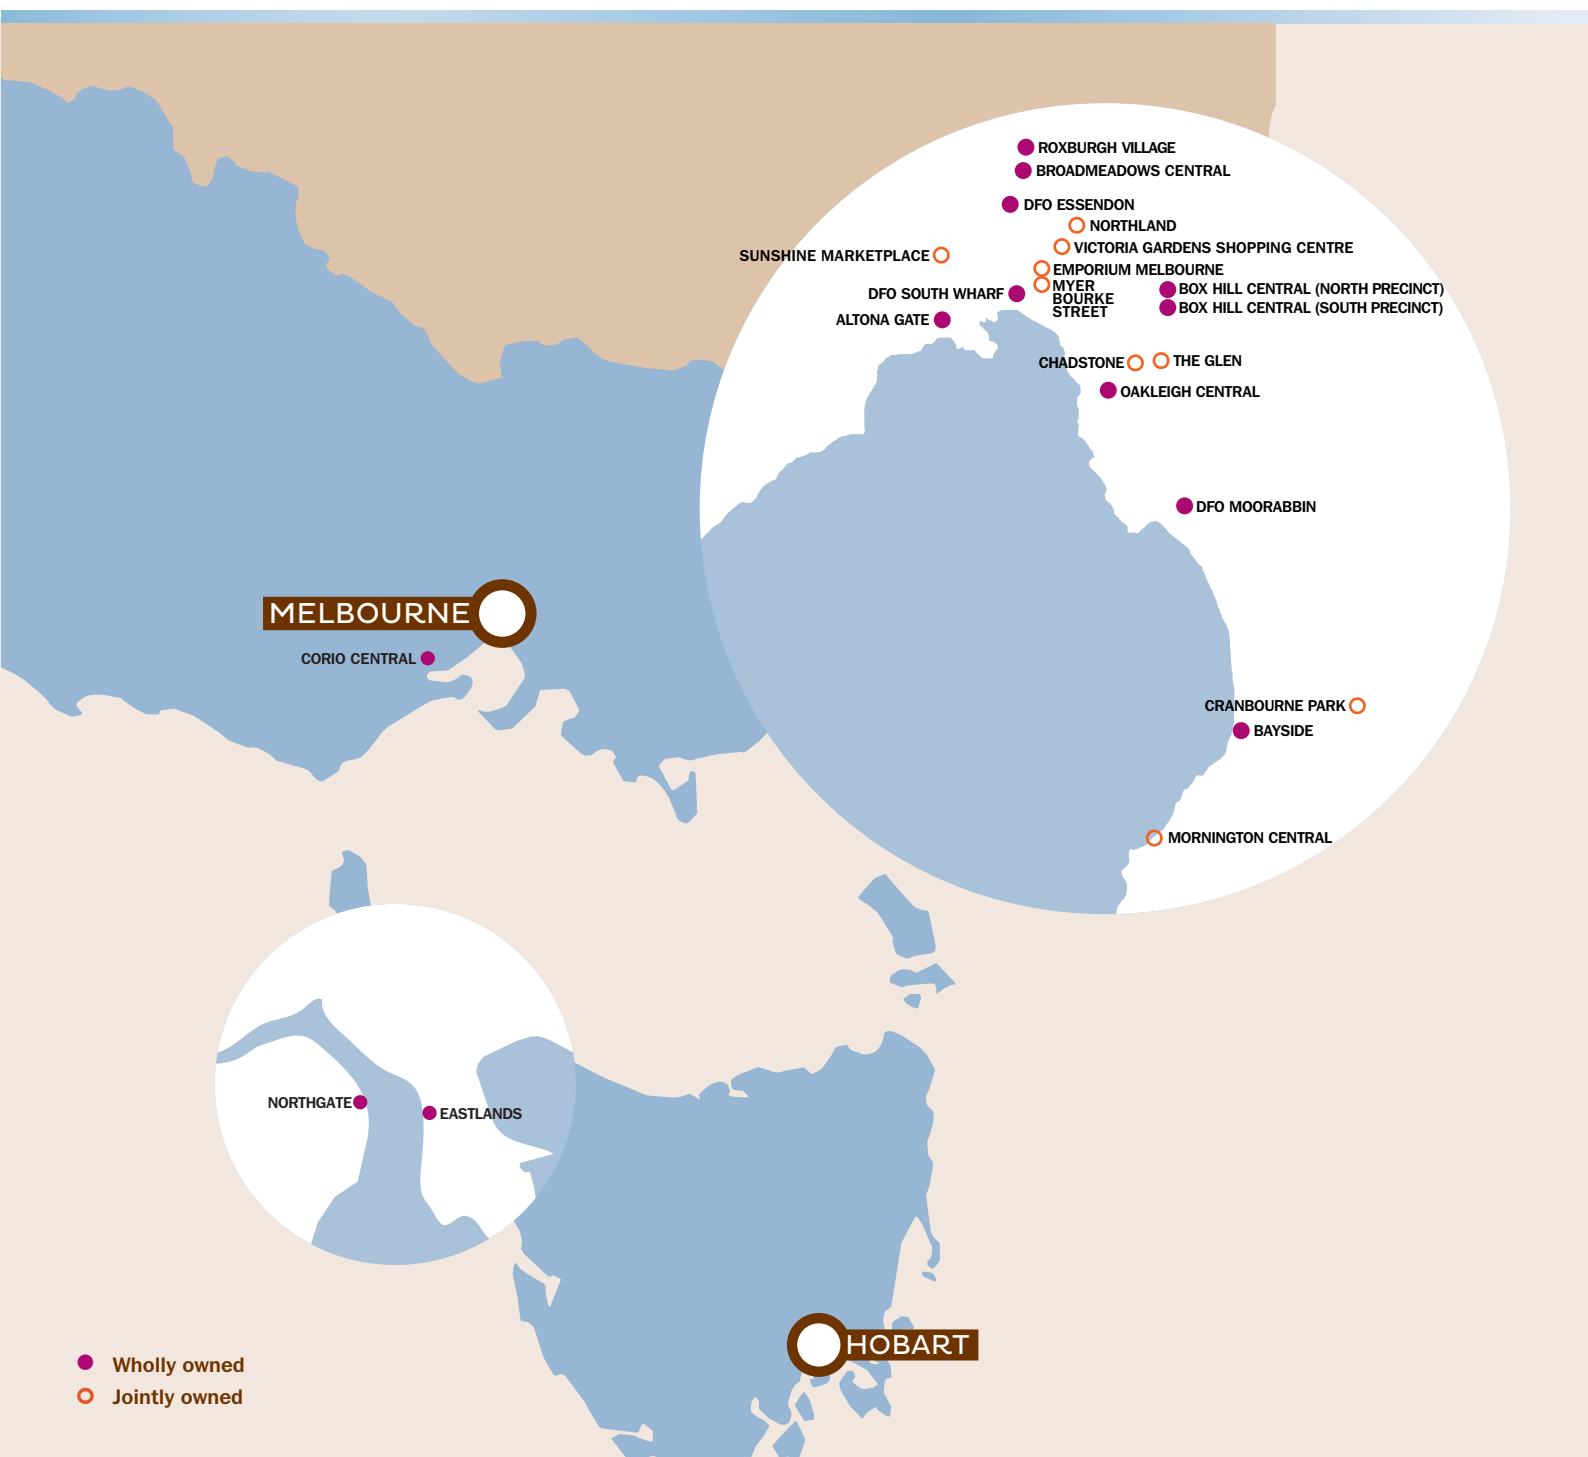 ROXBURGH VILLAGE
BROADMEADOWS CENTRAL
DFO ESSENDON
NORTHLAND
VICTORIA GARDENS SHOPPING CENTRE
SUNSHINE MARKETPLACE
EMPORIUM MELBOURNE
MYER
BOURKE
STREET
DFO SOUTH WHARF
BOX HILL CENTRAL (NORTH PRECINCT)
BOX HILL CENTRAL (SOUTH PRECINCT)
ALTONA GATE
CHADSTONE
THE GLEN
OAKLEIGH CENTRAL
DFO MOORABBIN
MELBOURNE
CORIO CENTRAL
CRANBOURNE PARK
BAYSIDE
MORNINGTON CENTRAL
NORTHGATE
EASTLANDS
HOBART
Wholly owned
Jointly owned